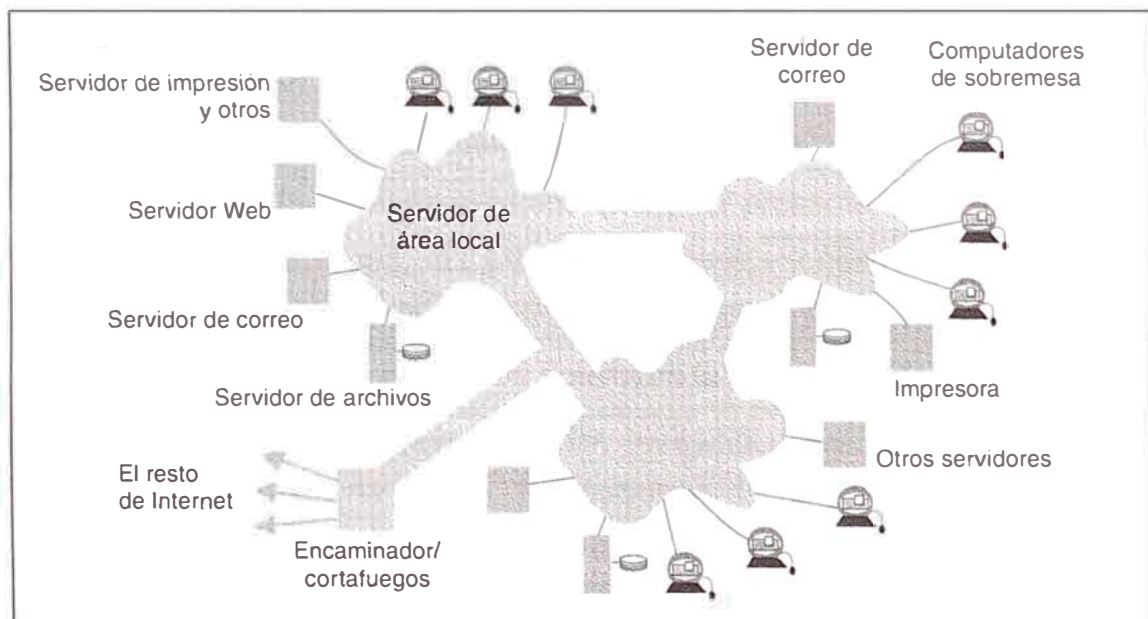 Servidor de impresión
y otros
Servidor Web
Servidor de correo
Servidor de archivos
Servidor de
área local
Servidor de
correo
Computadores
de sobremesa
Impresora
Otros servidores
El resto
de Internet
Encaminador/
cortafuegos